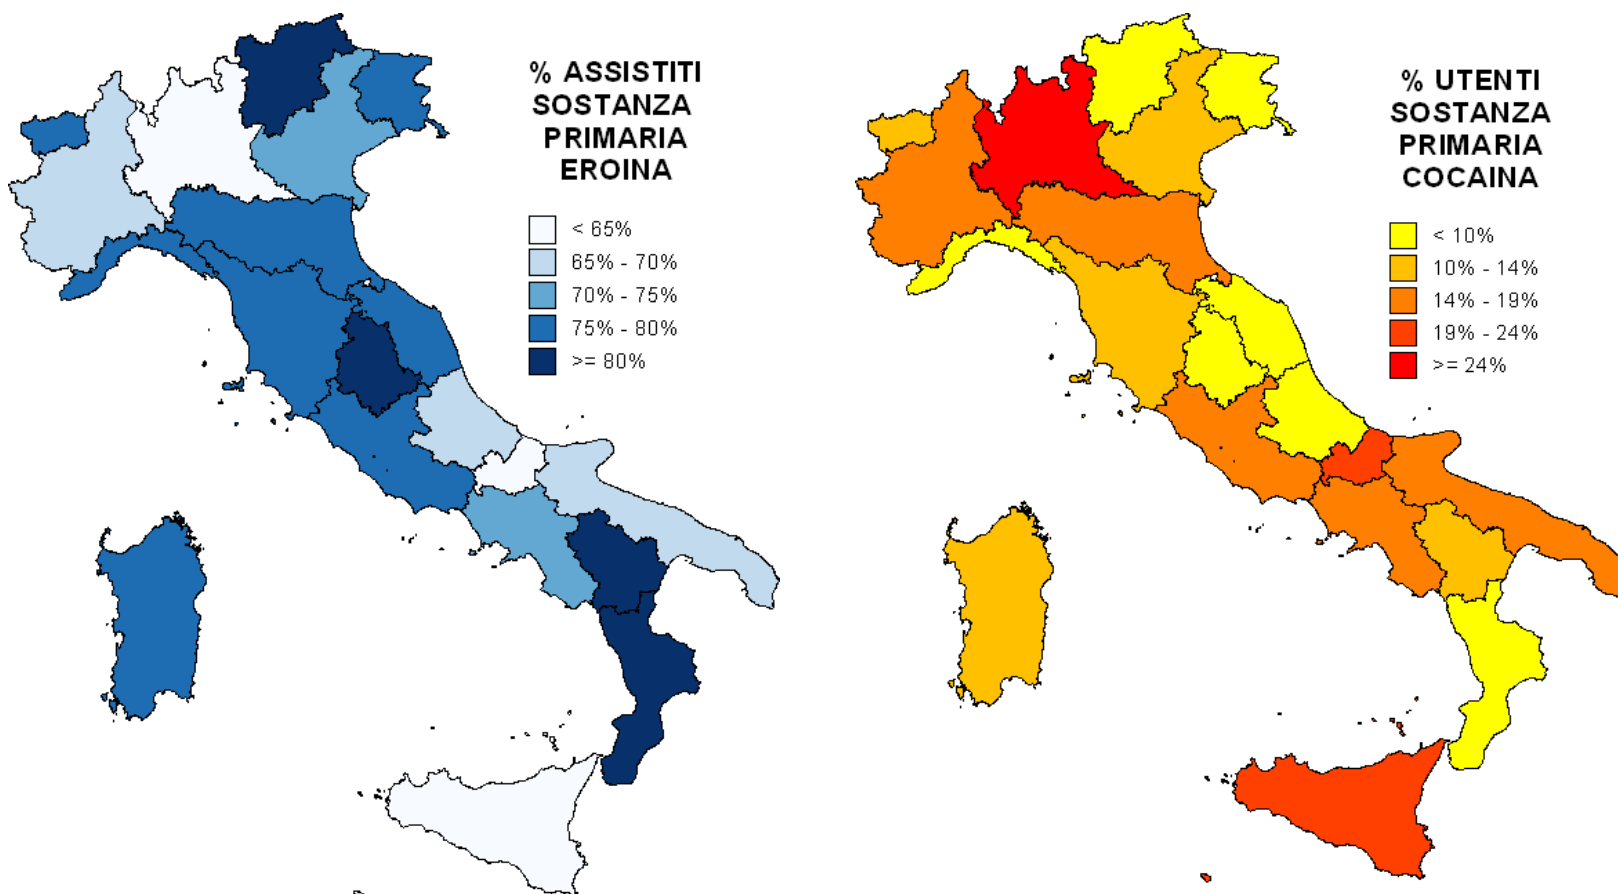 % ASSISTITI
SOSTANZA
PRIMARIA
EROINA
< 65%
65% - 70%
70% - 75%
75% - 80%
>= 80%
% UTENTI
SOSTANZA
PRIMARIA
COCAINA
< 10%
10% - 14%
14% - 19%
19% - 24%
>= 24%